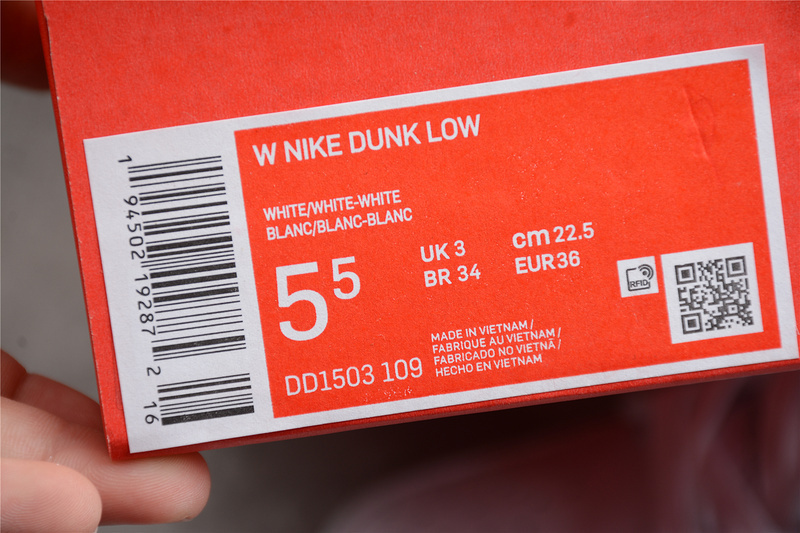 W NIKE DUNK LOW
WHITE/WHITE-WHITE
BLANC/BLANC-BLANC
5 5
UK 3
BR 34
cm 22.5
EUR 36
RFID
DD1503 109
MADE IN VIETNAM /
FABRIQUE AU VIETNAM /
FABRICADO NO VIETNÃ /
HECHO EN VIETNAM
1 94502 19287 2 16